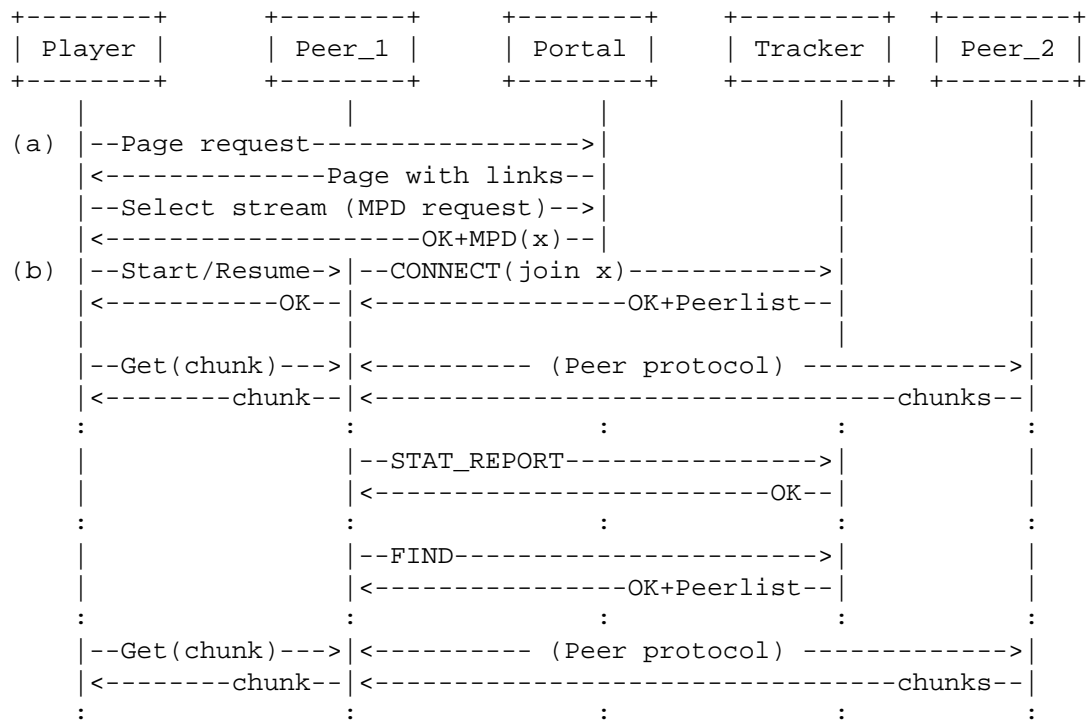 +--------+       +--------+     +--------+     +---------+  +--------+
| Player |       | Peer_1 |     | Portal |     | Tracker |  | Peer_2 |
+--------+       +--------+     +--------+     +---------+  +--------+
    |                 |               |              |           |
(a) |--Page request----------------->|              |           |
    |<--------------Page with links--|              |           |
    |--Select stream (MPD request)-->|              |           |
    |<--------------------OK+MPD(x)--|              |           |
(b) |--Start/Resume->|--CONNECT(join x)------------>|           |
    |<-----------OK--|<----------------OK+Peerlist--|           |
    |                |                              |           |
    |--Get(chunk)--->|<---------- (Peer protocol) ------------->|
    |<--------chunk--|<---------------------------------chunks--|
    :                :               :              :           :
    |                |--STAT_REPORT---------------->|           |
    |                |<-------------------------OK--|           |
    :                :               :              :           :
    |                |--FIND----------------------->|           |
    |                |<----------------OK+Peerlist--|           |
    :                :               :              :           :
    |--Get(chunk)--->|<---------- (Peer protocol) ------------->|
    |<--------chunk--|<---------------------------------chunks--|
    :                :               :              :           :